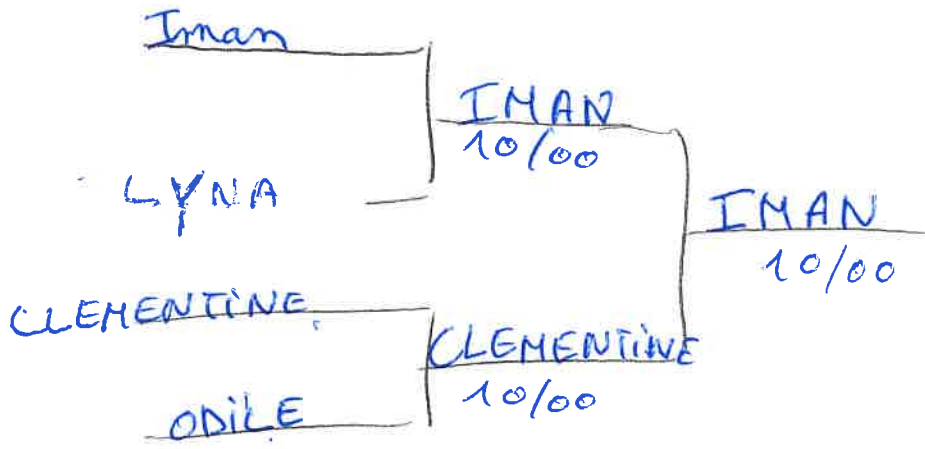 Iman
IMAN
10/00
LYNA
IMAN
10/00
CLEMENTINE
CLEMENTINE
10/00
ODILE